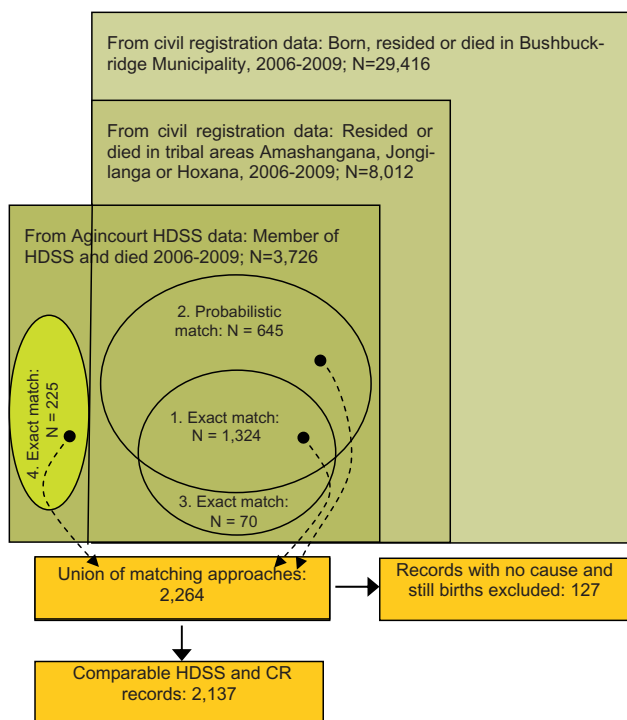 From civil registration data: Born, resided or died in Bushbuck-
ridge Municipality, 2006-2009; N=29,416
From civil registration data: Resided or
died in tribal areas Amashangana, Jongi-
langa or Hoxana, 2006-2009; N=8,012
From Agincourt HDSS data: Member of
HDSS and died 2006-2009; N=3,726
2. Probabilistic
match: N = 645
4. Exact match:
N = 225
1. Exact match:
N = 1,324
3. Exact match:
N = 70
Union of matching approaches:
2,264
Records with no cause and
still births excluded: 127
Comparable HDSS and CR
records: 2,137